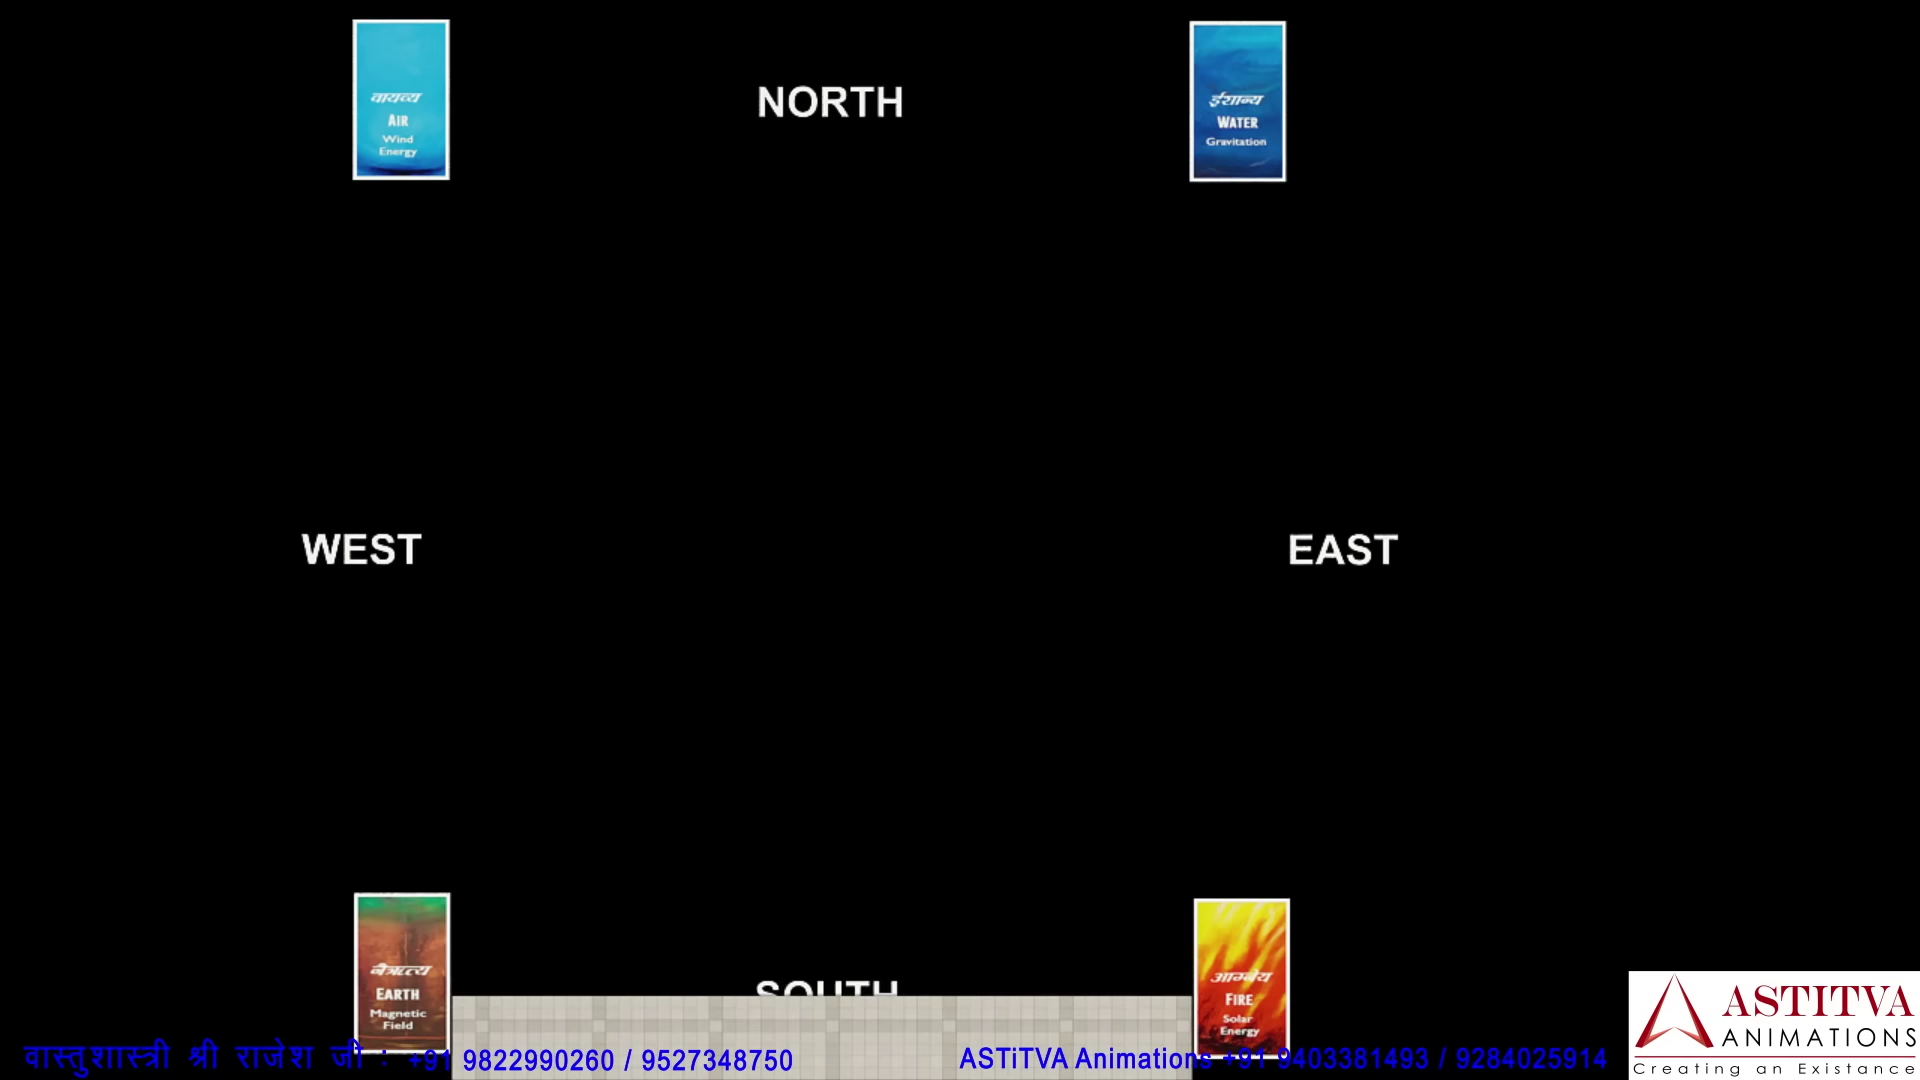 वायव्य
AIR
Wind
Energy
NORTH
ईशान्य
WATER
Gravitation
WEST
EAST
नैऋत्य
EARTH
Magnetic
Field
SOUTH
आग्नेय
FIRE
Solar
Energy
वास्तुशास्त्री श्री राजेश जी : +91 9822990260 / 9527348750
ASTiTVA Animations +91 9403381493 / 9284025914
ASTITVA
ANIMATIONS
Creating an Existance